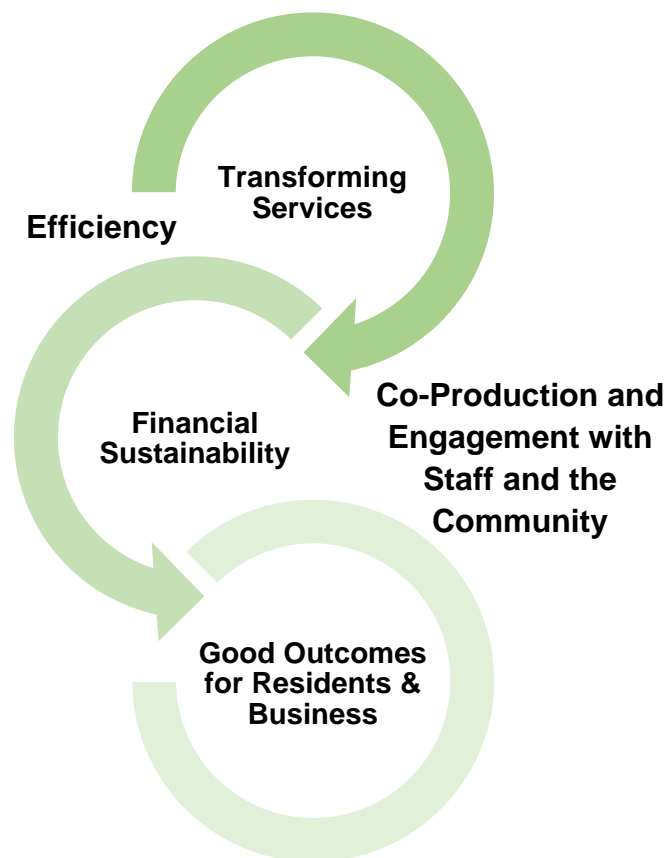 Transforming
Services
Efficiency
Co-Production and
Engagement with
Staff and the
Community
Financial
Sustainability
Good Outcomes
for Residents &
Business